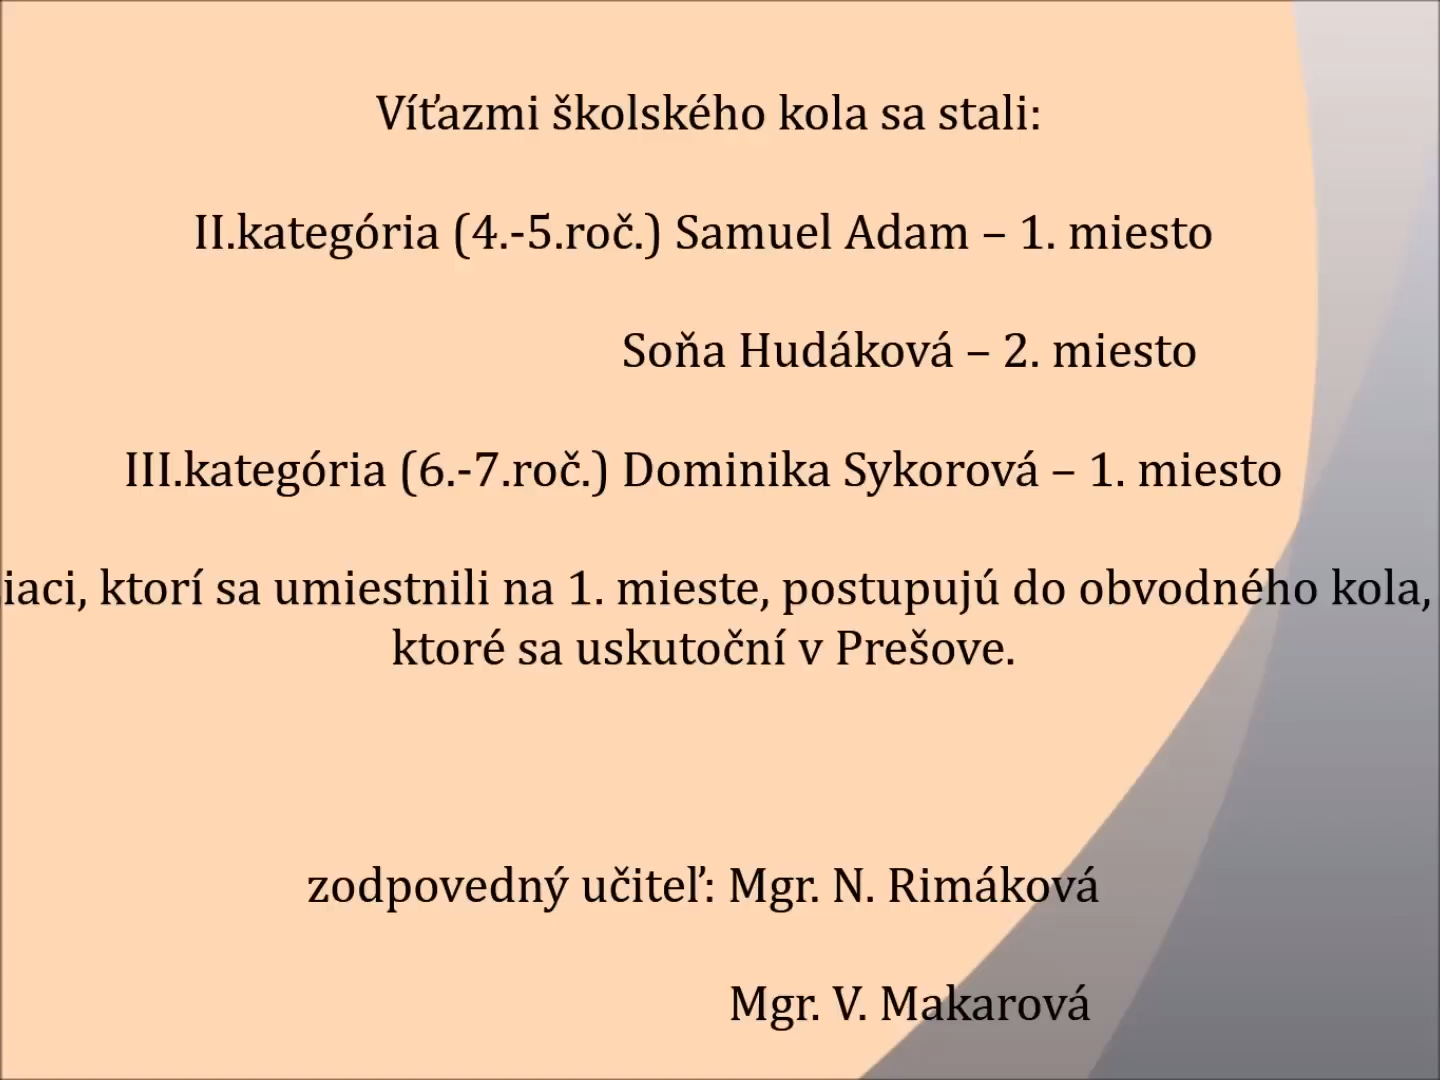 Víťazmi školského kola sa stali:
II.kategória (4.-5.roč.) Samuel Adam – 1. miesto
Soňa Hudáková – 2. miesto
III.kategória (6.-7.roč.) Dominika Sykorová – 1. miesto
iaci, ktorí sa umiestnili na 1. mieste, postupujú do obvodného kola,
ktoré sa uskutoční v Prešove.
zodpovedný učiteľ: Mgr. N. Rimáková
Mgr. V. Makarová